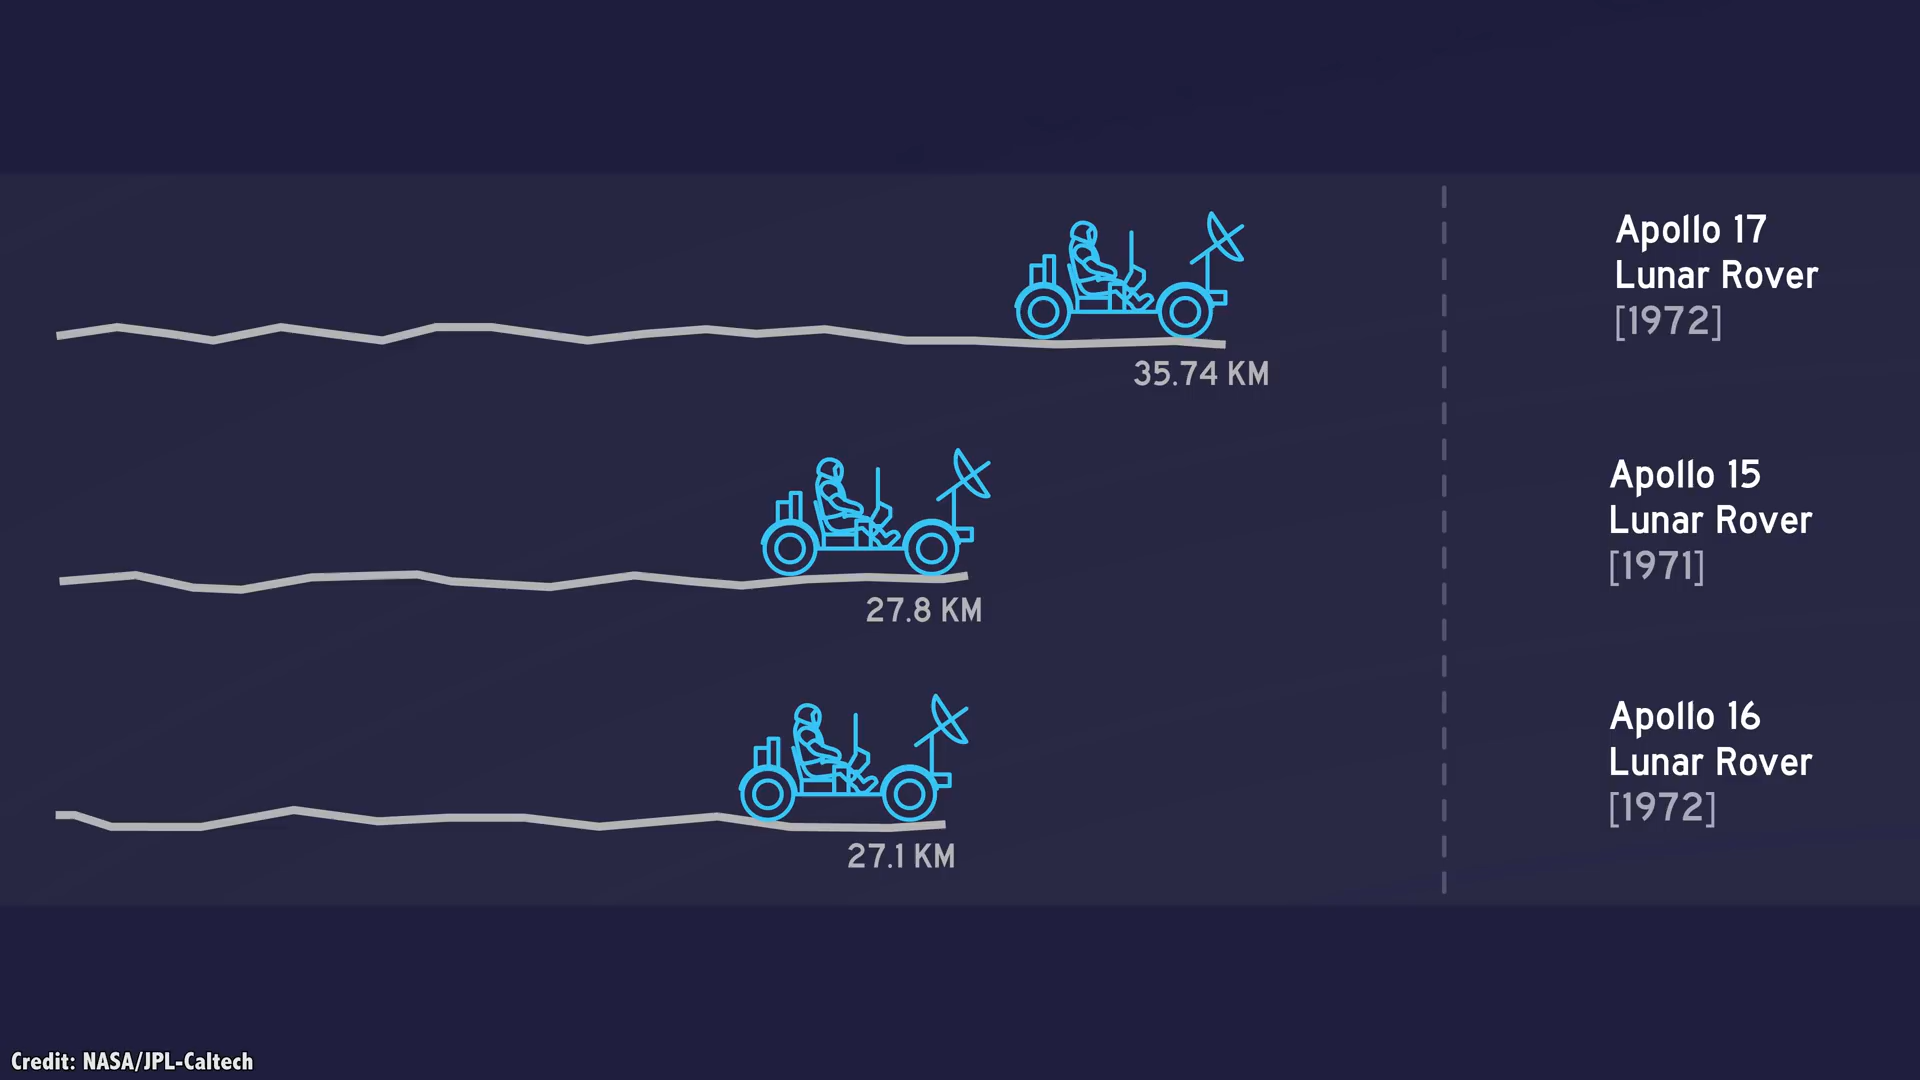 Apollo 17
Lunar Rover
[1972]
35.74 KM
Apollo 15
Lunar Rover
[1971]
27.8 KM
Apollo 16
Lunar Rover
[1972]
27.1 KM
Credit: NASA/JPL-Caltech